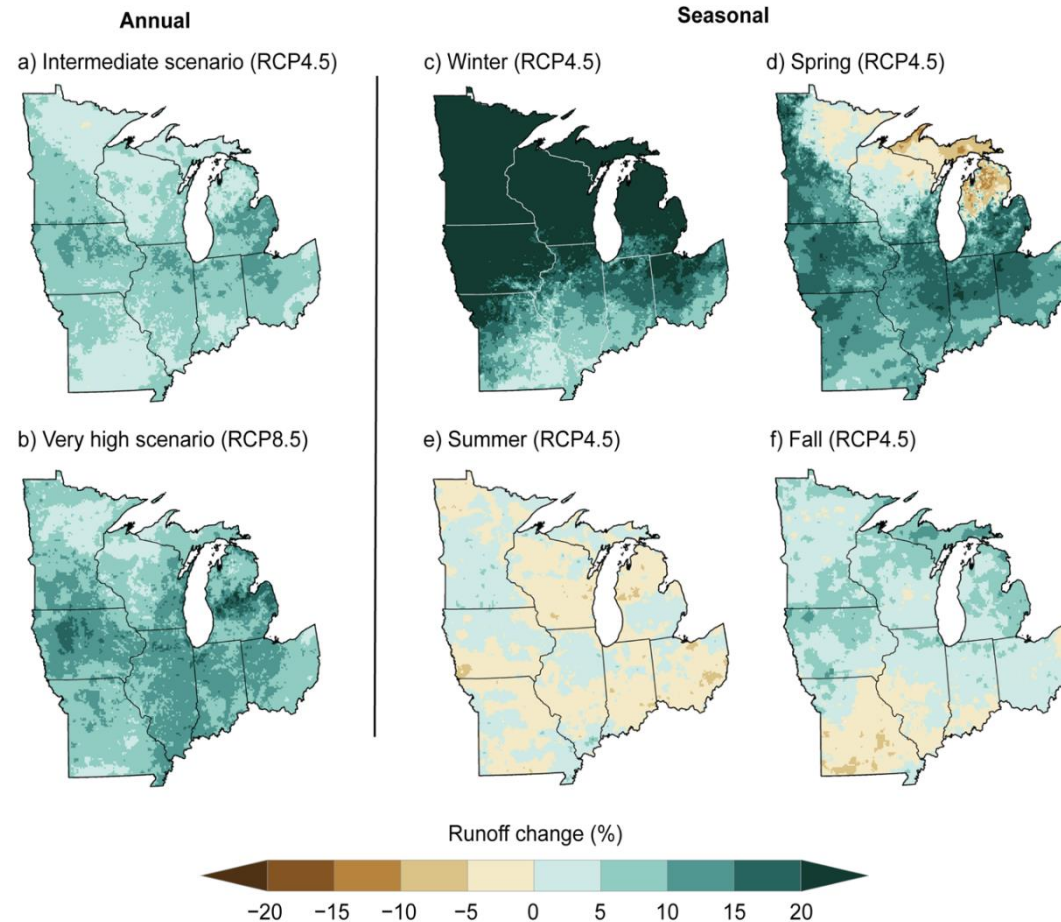 Annual
Seasonal
a) Intermediate scenario (RCP4.5)
c) Winter (RCP4.5)
d) Spring (RCP4.5)
b) Very high scenario (RCP8.5)
e) Summer (RCP4.5)
f) Fall (RCP4.5)
Runoff change (%)
−20 −15 −10 −5 0 5 10 15 20